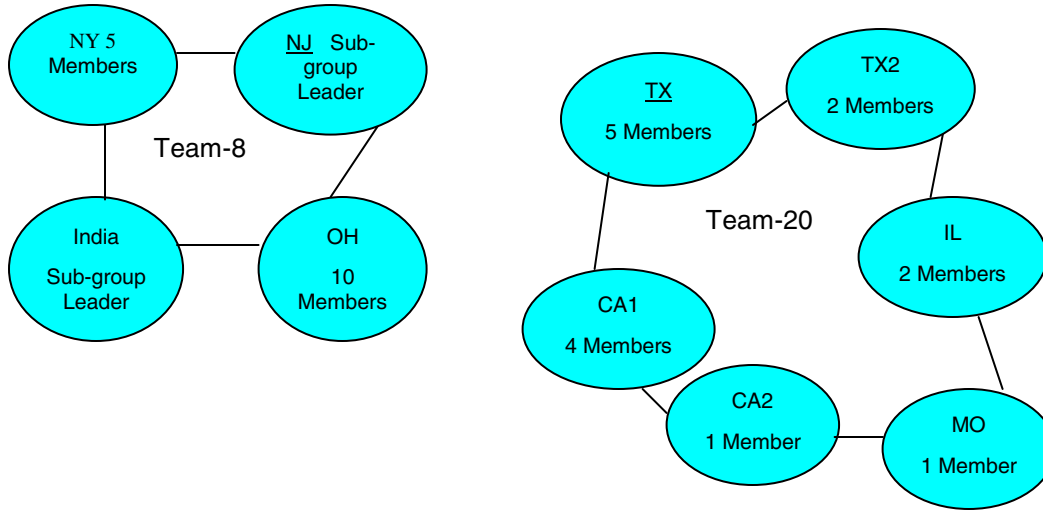 NY 5
Members
NJ Sub-
group
Leader
Team-8
India
Sub-group
Leader
OH
10
Members
TX
5 Members
TX2
2 Members
Team-20
IL
2 Members
CA1
4 Members
CA2
1 Member
MO
1 Member